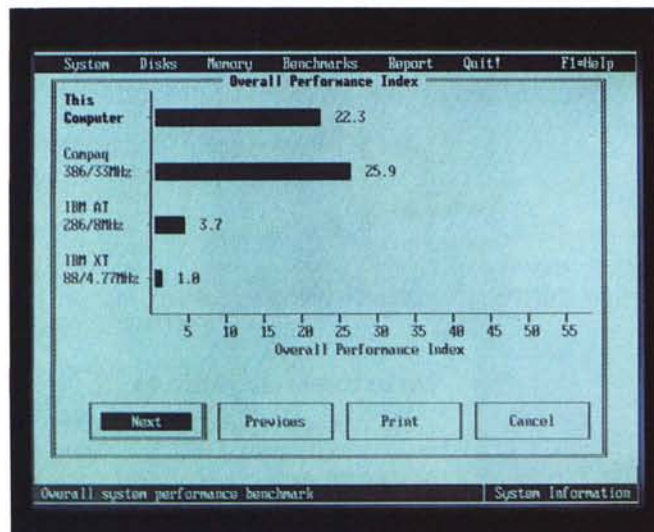 System Disks Memory Benchmarks Report Quit! F1=Help
Overall Performance Index
This
Computer
22.3
Compaq
386/33MHz
25.9
IBM AT
286/8MHz
3.7
IBM XT
88/4.77MHz
1.0
5 10 15 20 25 30 35 40 45 50 55
Overall Performance Index
Next Previous Print Cancel
Overall system performance benchmark System Information